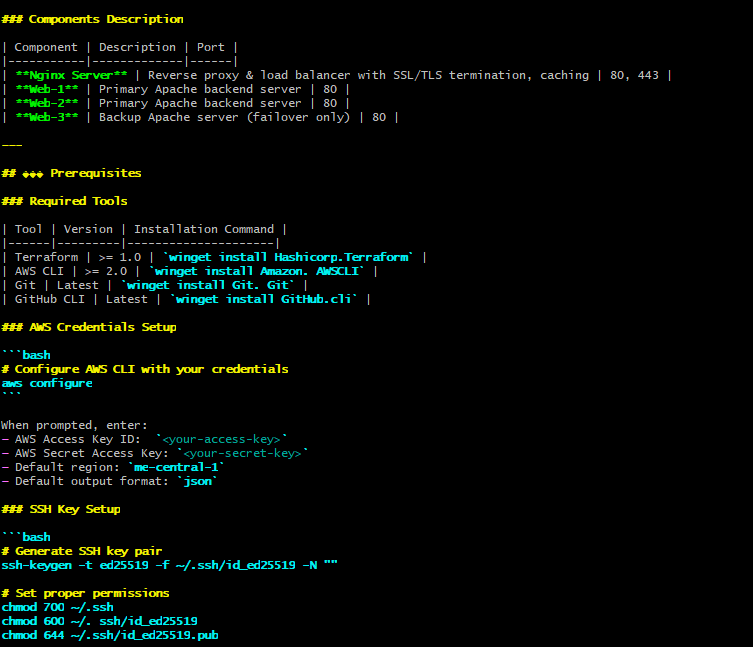 ### Components Description
| Component | Description | Port |
|-----------|-------------|------|
| **Nginx Server** | Reverse proxy & load balancer with SSL/TLS termination, caching | 80, 443 |
| **Web-1** | Primary Apache backend server | 80 |
| **Web-2** | Primary Apache backend server | 80 |
| **Web-3** | Backup Apache server (failover only) | 80 |
---
## ��� Prerequisites
### Required Tools
| Tool | Version | Installation Command |
|------|---------|---------------------|
| Terraform | >= 1.0 | `winget install Hashicorp.Terraform` |
| AWS CLI | >= 2.0 | `winget install Amazon. AWSCLI` |
| Git | Latest | `winget install Git. Git` |
| GitHub CLI | Latest | `winget install GitHub.cli` |
### AWS Credentials Setup
```bash
# Configure AWS CLI with your credentials
aws configure
```
When prompted, enter:
- AWS Access Key ID:  `<your-access-key>`
- AWS Secret Access Key: `<your-secret-key>`
- Default region: `me-central-1`
- Default output format: `json`
### SSH Key Setup
```bash
# Generate SSH key pair
ssh-keygen -t ed25519 -f ~/.ssh/id_ed25519 -N ""
# Set proper permissions
chmod 700 ~/.ssh
chmod 600 ~/. ssh/id_ed25519
chmod 644 ~/.ssh/id_ed25519.pub